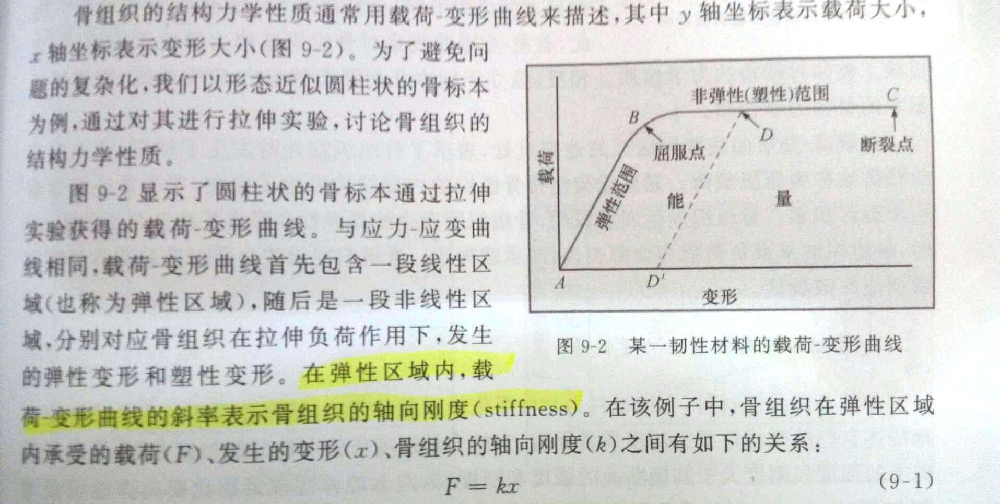 骨组织的结构力学性质通常用载荷-变形曲线来描述,其中 y 轴坐标表示载荷大小,
x 轴坐标表示变形大小(图 9-2)。为了避免问
题的复杂化,我们以形态近似圆柱状的骨标本
为例,通过对其进行拉伸实验,讨论骨组织的
结构力学性质。
图 9-2 显示了圆柱状的骨标本通过拉伸
实验获得的载荷-变形曲线。与应力-应变曲
线相同,载荷-变形曲线首先包含一段线性区
域(也称为弹性区域),随后是一段非线性区
域,分别对应骨组织在拉伸负荷作用下,发生
的弹性变形和塑性变形。在弹性区域内,载
荷-变形曲线的斜率表示骨组织的轴向刚度(stiffness)。在该例子中,骨组织在弹性区域
内承受的载荷(F)、发生的变形(x)、骨组织的轴向刚度(k)之间有如下的关系:
F = kx (9-1)
非弹性(塑性)范围
C
B
D
屈服点
断裂点
载荷
弹性范围
能 量
A
D'
变形
图 9-2 某一韧性材料的载荷-变形曲线